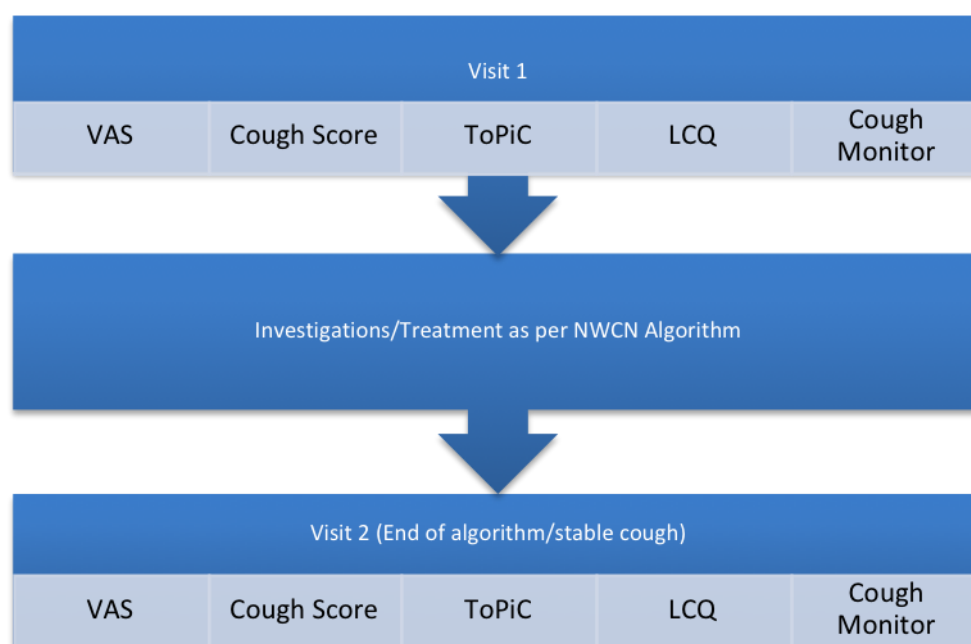 Visit 1
VAS Cough Score ToPiC LCQ Cough
Monitor
Investigations/Treatment as per NWCN Algorithm
Visit 2 (End of algorithm/stable cough)
VAS Cough Score ToPiC LCQ Cough
Monitor